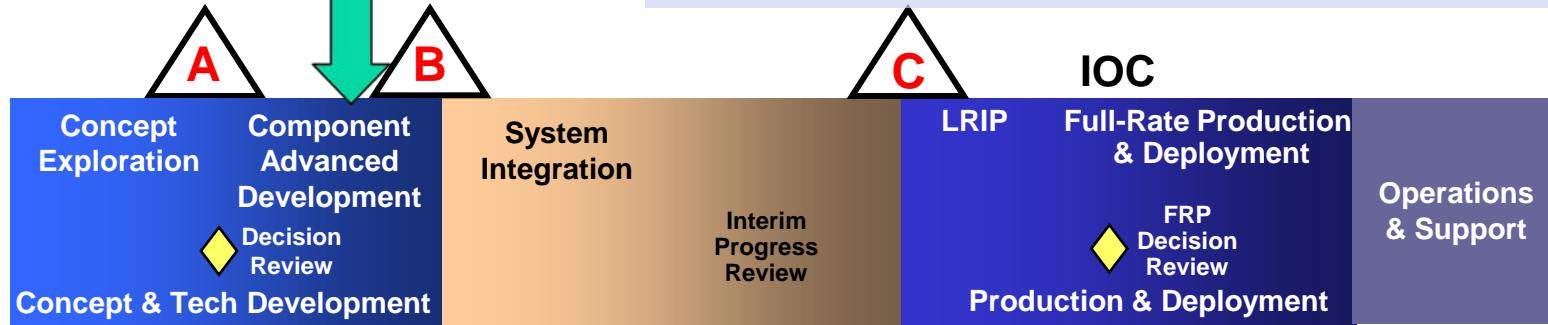 A
B
C
IOC
Concept
Exploration
Component
Advanced
Development
Decision
Review
Concept & Tech Development
System
Integration
Interim
Progress
Review
LRIP
Full-Rate Production
& Deployment
FRP
Decision
Review
Production & Deployment
Operations
& Support